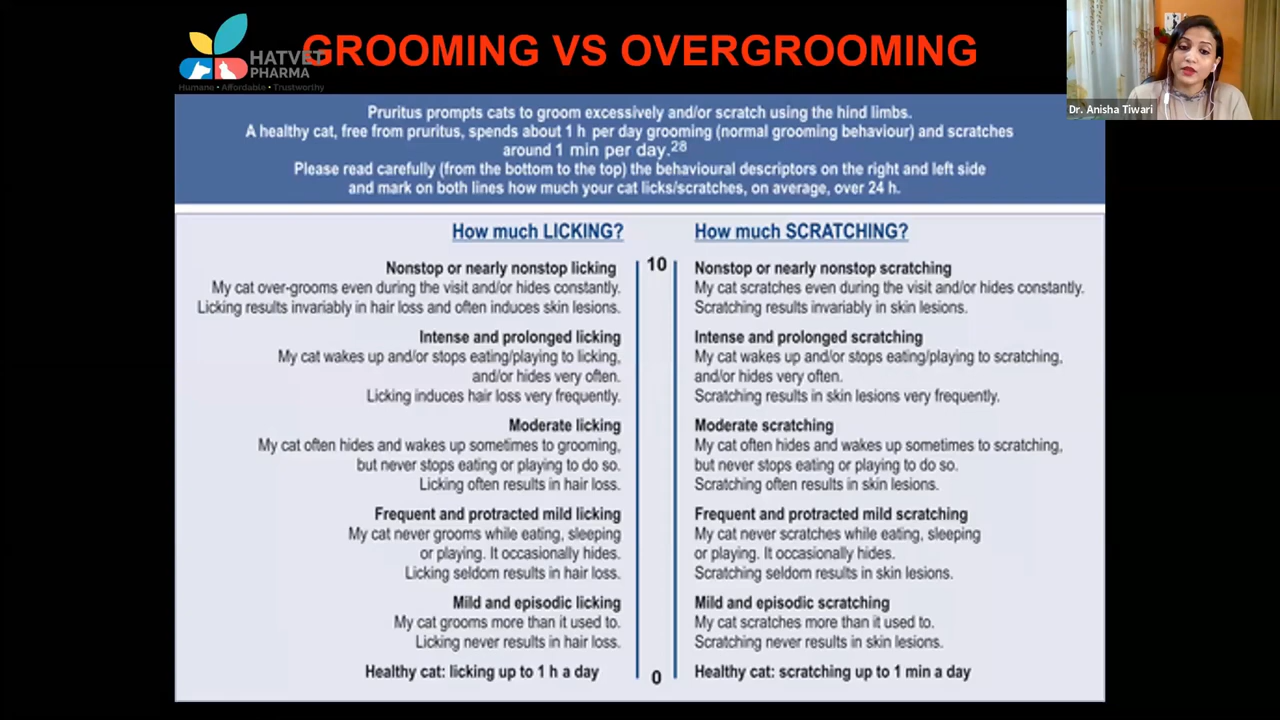 GROOMING VS OVERGROOMING
HATVET
PHARMA
Humane • Affordable • Trustworthy
Dr. Anisha Tiwari
Pruritus prompts cats to groom excessively and/or scratch using the hind limbs.
A healthy cat, free from pruritus, spends about 1 h per day grooming (normal grooming behaviour) and scratches
around 1 min per day.28
Please read carefully (from the bottom to the top) the behavioural descriptors on the right and left side
and mark on both lines how much your cat licks/scratches, on average, over 24 h.
How much LICKING?
Nonstop or nearly nonstop licking
My cat over-grooms even during the visit and/or hides constantly.
Licking results invariably in hair loss and often induces skin lesions.
Intense and prolonged licking
My cat wakes up and/or stops eating/playing to licking,
and/or hides very often.
Licking induces hair loss very frequently.
Moderate licking
My cat often hides and wakes up sometimes to grooming,
but never stops eating or playing to do so.
Licking often results in hair loss.
Frequent and protracted mild licking
My cat never grooms while eating, sleeping
or playing. It occasionally hides.
Licking seldom results in hair loss.
Mild and episodic licking
My cat grooms more than it used to.
Licking never results in hair loss.
Healthy cat: licking up to 1 h a day
10
0
How much SCRATCHING?
Nonstop or nearly nonstop scratching
My cat scratches even during the visit and/or hides constantly.
Scratching results invariably in skin lesions.
Intense and prolonged scratching
My cat wakes up and/or stops eating/playing to scratching,
and/or hides very often.
Scratching results in skin lesions very frequently.
Moderate scratching
My cat often hides and wakes up sometimes to scratching,
but never stops eating or playing to do so.
Scratching often results in skin lesions.
Frequent and protracted mild scratching
My cat never scratches while eating, sleeping
or playing. It occasionally hides.
Scratching seldom results in skin lesions.
Mild and episodic scratching
My cat scratches more than it used to.
Scratching never results in skin lesions.
Healthy cat: scratching up to 1 min a day